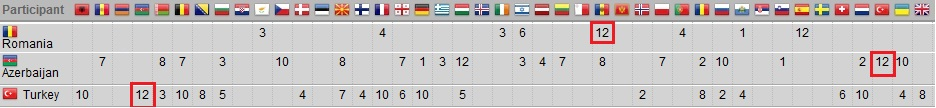 Participant
Romania 3 4 3 6 12 4 1 12
Azerbaijan 7 8 7 3 10 8 7 1 3 12 3 4 7 8 7 2 10 1 2 12 10
Turkey 10 12 3 10 8 5 4 7 4 10 6 10 5 2 8 2 4 6 10 4 8